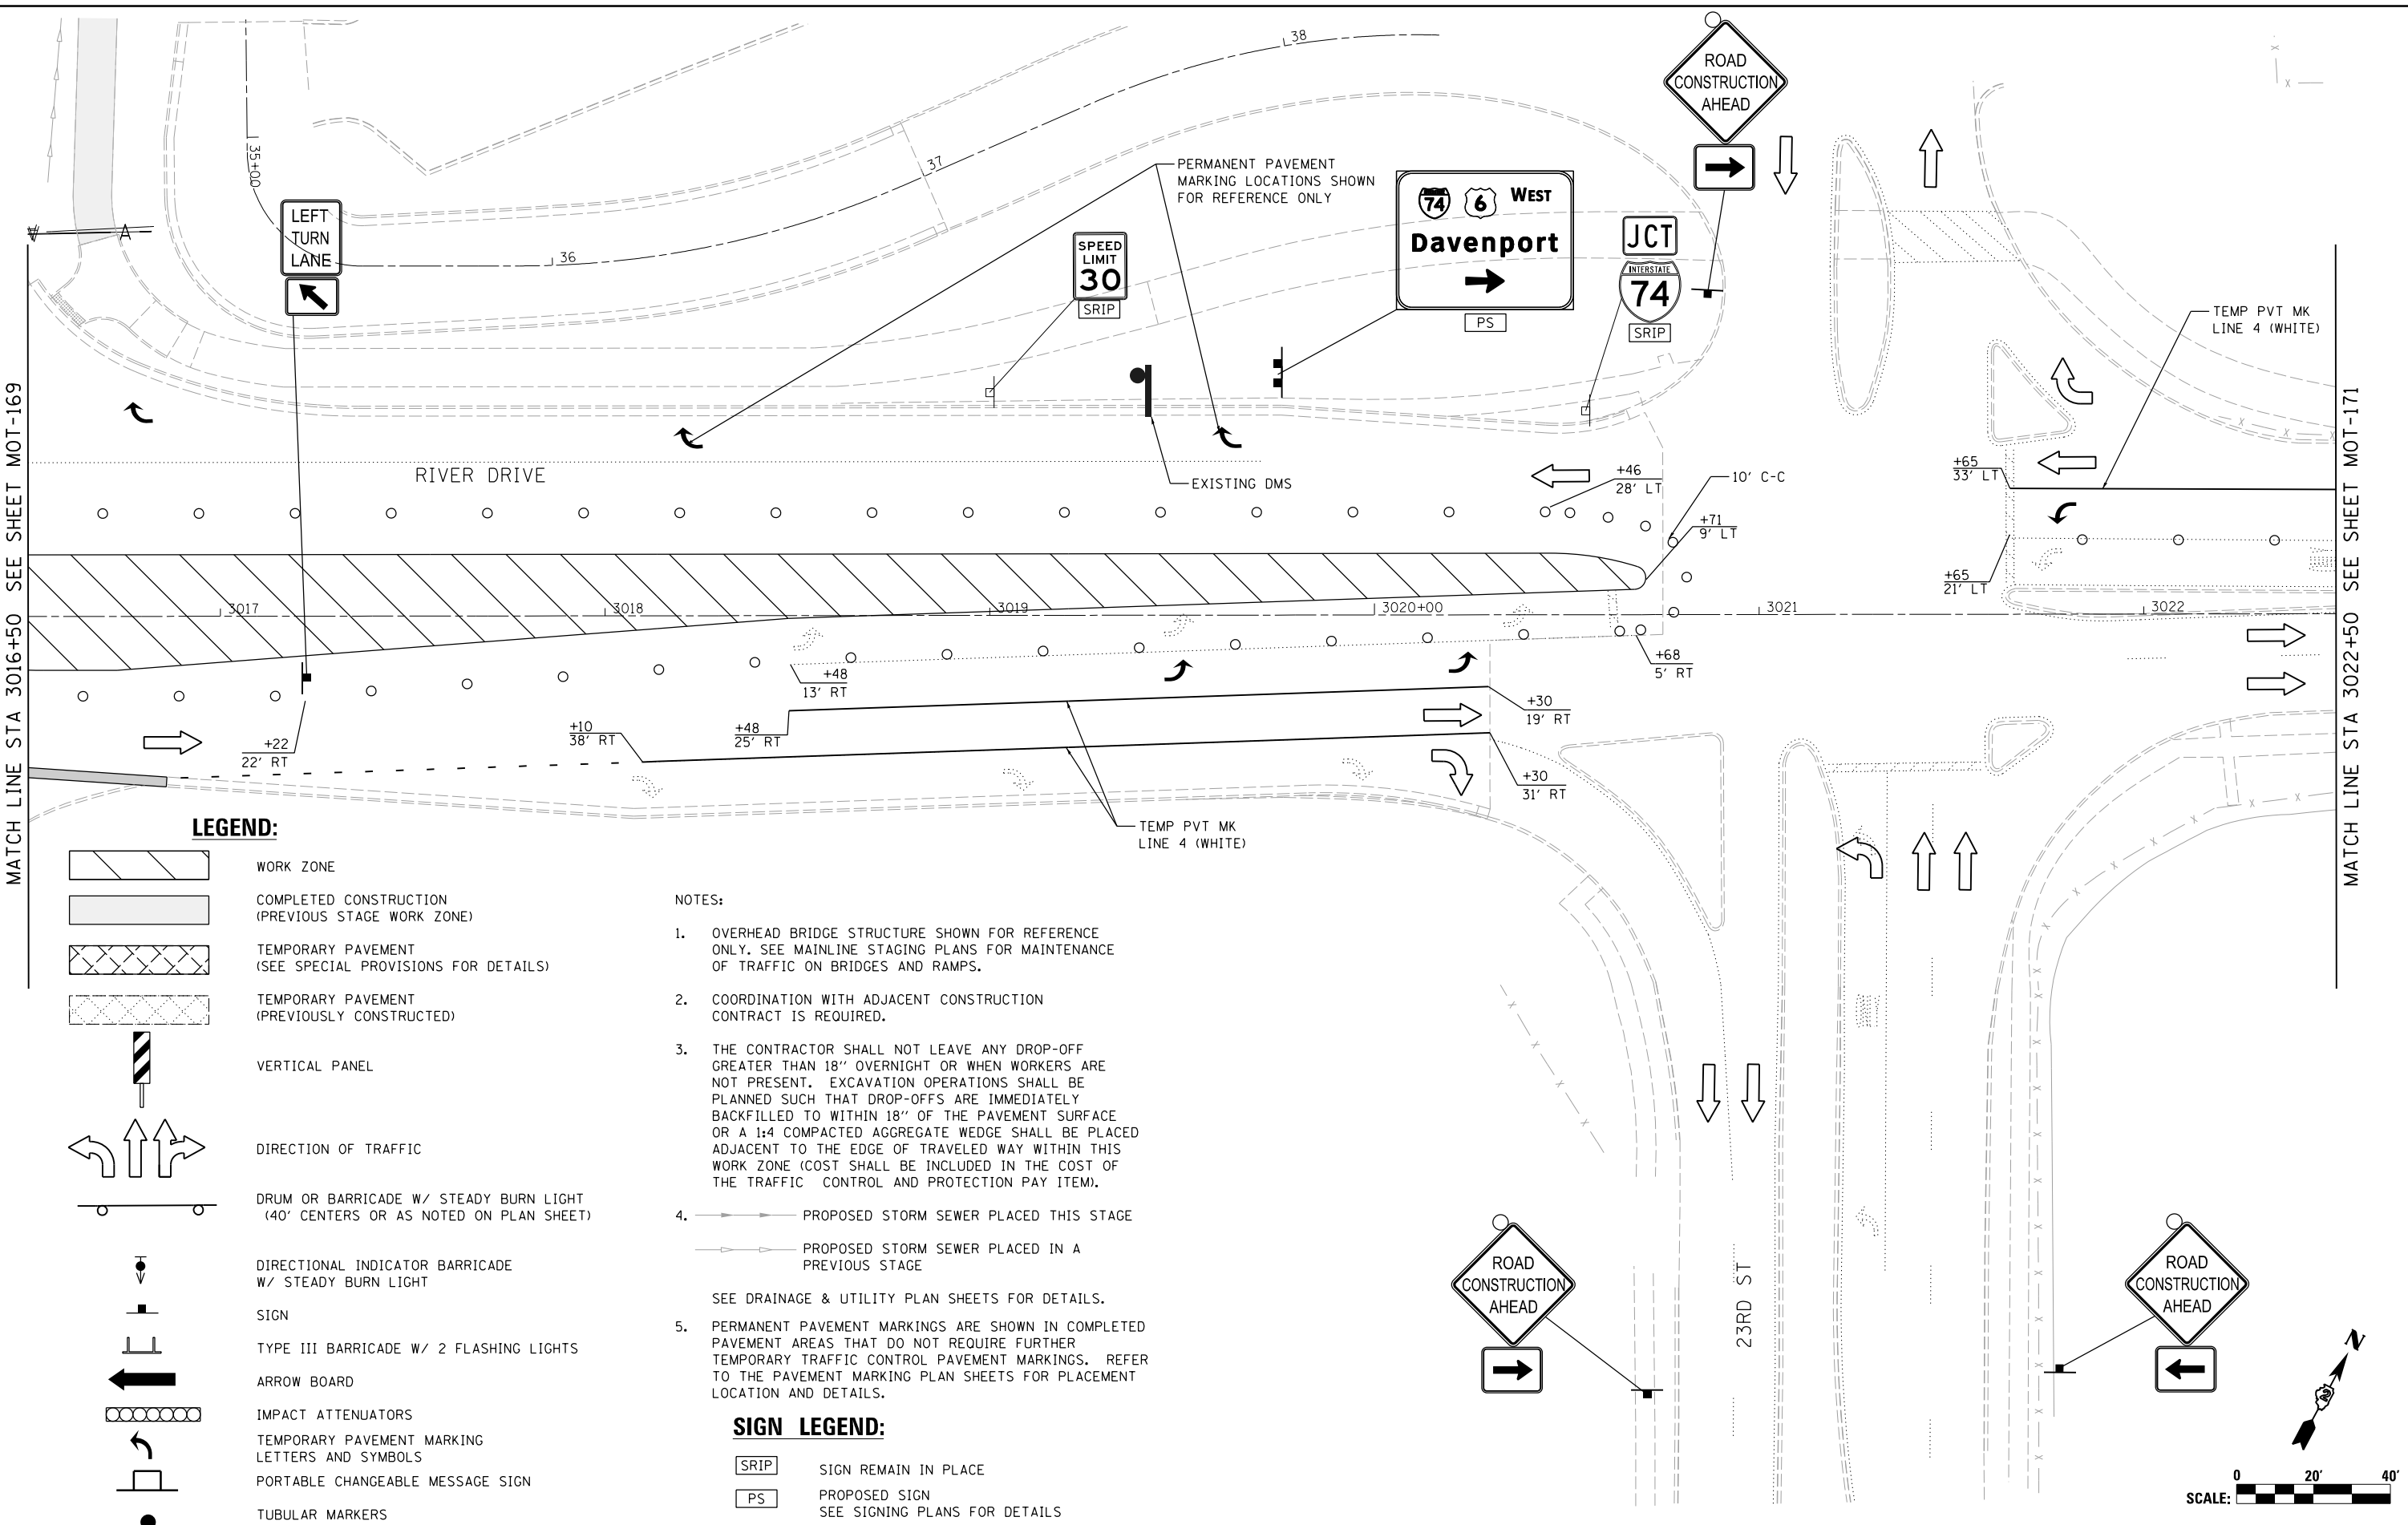 MATCH LINE STA 3016+50 SEE SHEET MOT-169
35+00
36
37
38
LEFT
TURN
LANE
PERMANENT PAVEMENT
MARKING LOCATIONS SHOWN
FOR REFERENCE ONLY
SPEED
LIMIT
30
SRIP
74 6 WEST
Davenport
PS
JCT
INTERSTATE
74
SRIP
ROAD
CONSTRUCTION
AHEAD
TEMP PVT MK
LINE 4 (WHITE)
MATCH LINE STA 3022+50 SEE SHEET MOT-171
RIVER DRIVE
EXISTING DMS
+46
28' LT
10' C-C
+71
9' LT
+65
33' LT
+65
21' LT
3017
3018
3019
3020+00
3021
3022
+68
5' RT
+48
13' RT
+22
22' RT
+10
38' RT
+48
25' RT
+30
19' RT
+30
31' RT
TEMP PVT MK
LINE 4 (WHITE)
LEGEND:
WORK ZONE
COMPLETED CONSTRUCTION
(PREVIOUS STAGE WORK ZONE)
TEMPORARY PAVEMENT
(SEE SPECIAL PROVISIONS FOR DETAILS)
TEMPORARY PAVEMENT
(PREVIOUSLY CONSTRUCTED)
VERTICAL PANEL
DIRECTION OF TRAFFIC
DRUM OR BARRICADE W/ STEADY BURN LIGHT
(40' CENTERS OR AS NOTED ON PLAN SHEET)
DIRECTIONAL INDICATOR BARRICADE
W/ STEADY BURN LIGHT
SIGN
TYPE III BARRICADE W/ 2 FLASHING LIGHTS
ARROW BOARD
IMPACT ATTENUATORS
TEMPORARY PAVEMENT MARKING
LETTERS AND SYMBOLS
PORTABLE CHANGEABLE MESSAGE SIGN
TUBULAR MARKERS
NOTES:
1. OVERHEAD BRIDGE STRUCTURE SHOWN FOR REFERENCE
ONLY. SEE MAINLINE STAGING PLANS FOR MAINTENANCE
OF TRAFFIC ON BRIDGES AND RAMPS.
2. COORDINATION WITH ADJACENT CONSTRUCTION
CONTRACT IS REQUIRED.
3. THE CONTRACTOR SHALL NOT LEAVE ANY DROP-OFF
GREATER THAN 18" OVERNIGHT OR WHEN WORKERS ARE
NOT PRESENT. EXCAVATION OPERATIONS SHALL BE
PLANNED SUCH THAT DROP-OFFS ARE IMMEDIATELY
BACKFILLED TO WITHIN 18" OF THE PAVEMENT SURFACE
OR A 1:4 COMPACTED AGGREGATE WEDGE SHALL BE PLACED
ADJACENT TO THE EDGE OF TRAVELED WAY WITHIN THIS
WORK ZONE (COST SHALL BE INCLUDED IN THE COST OF
THE TRAFFIC CONTROL AND PROTECTION PAY ITEM).
4. PROPOSED STORM SEWER PLACED THIS STAGE
PROPOSED STORM SEWER PLACED IN A
PREVIOUS STAGE
SEE DRAINAGE & UTILITY PLAN SHEETS FOR DETAILS.
5. PERMANENT PAVEMENT MARKINGS ARE SHOWN IN COMPLETED
PAVEMENT AREAS THAT DO NOT REQUIRE FURTHER
TEMPORARY TRAFFIC CONTROL PAVEMENT MARKINGS. REFER
TO THE PAVEMENT MARKING PLAN SHEETS FOR PLACEMENT
LOCATION AND DETAILS.
SIGN LEGEND:
SRIP SIGN REMAIN IN PLACE
PS PROPOSED SIGN
SEE SIGNING PLANS FOR DETAILS
ROAD
CONSTRUCTION
AHEAD
23RD ST
ROAD
CONSTRUCTION
AHEAD
N
SCALE: 0 20' 40'